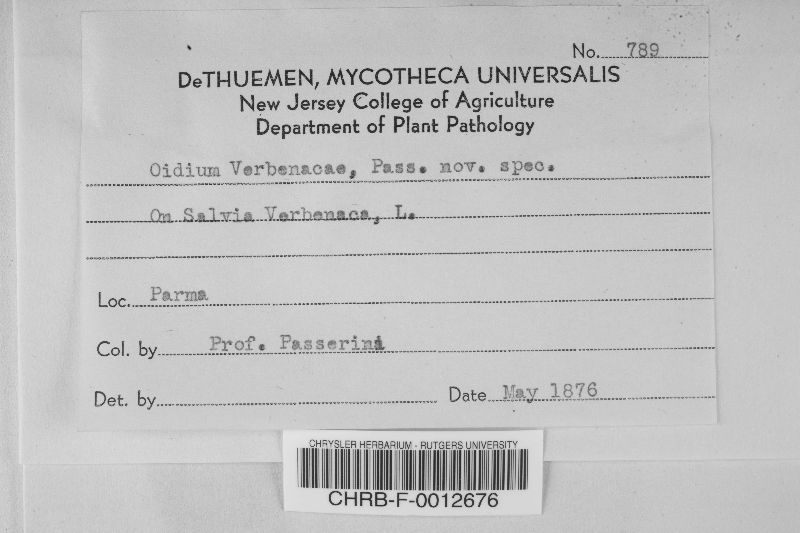 No. 789
DeTHUEMEN, MYCOTHECA UNIVERSALIS
New Jersey College of Agriculture
Department of Plant Pathology
Oidium Verbenacae, Pass. nov. spec.
On Salvia Verbenaca, L.
Loc. Parma
Col. by Prof. Passerini
Det. by
Date May 1876
CHRYSLER HERBARIUM - RUTGERS UNIVERSITY
CHRB-F-0012676